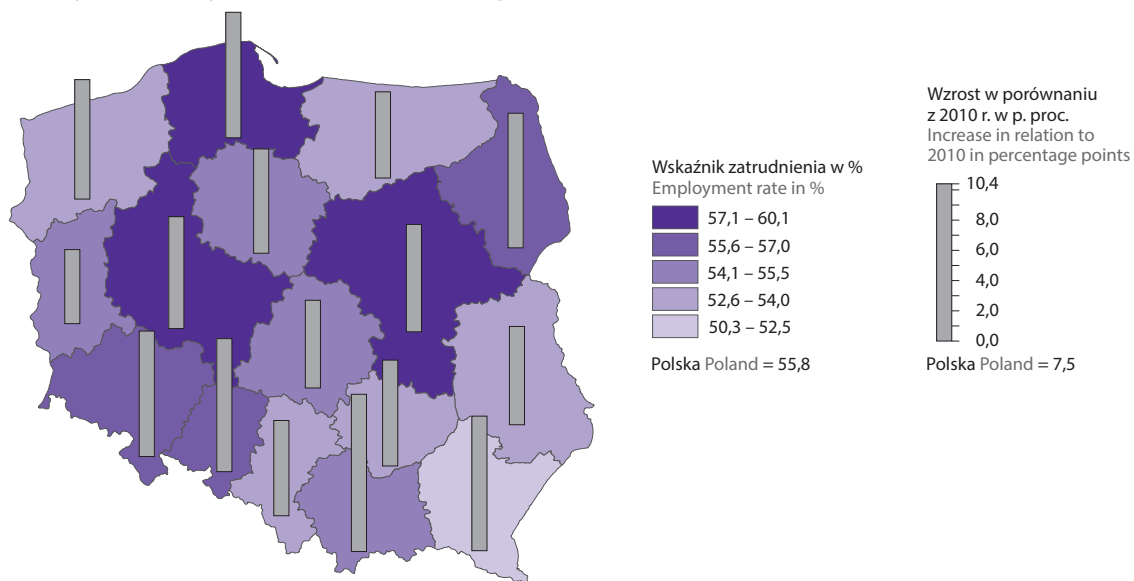 Wskaźnik zatrudnienia w %
Employment rate in %
57,1 – 60,1
55,6 – 57,0
54,1 – 55,5
52,6 – 54,0
50,3 – 52,5
Polska Poland = 55,8
Wzrost w porównaniu
z 2010 r. w p. proc.
Increase in relation to
2010 in percentage points
10,4
8,0
6,0
4,0
2,0
0,0
Polska Poland = 7,5